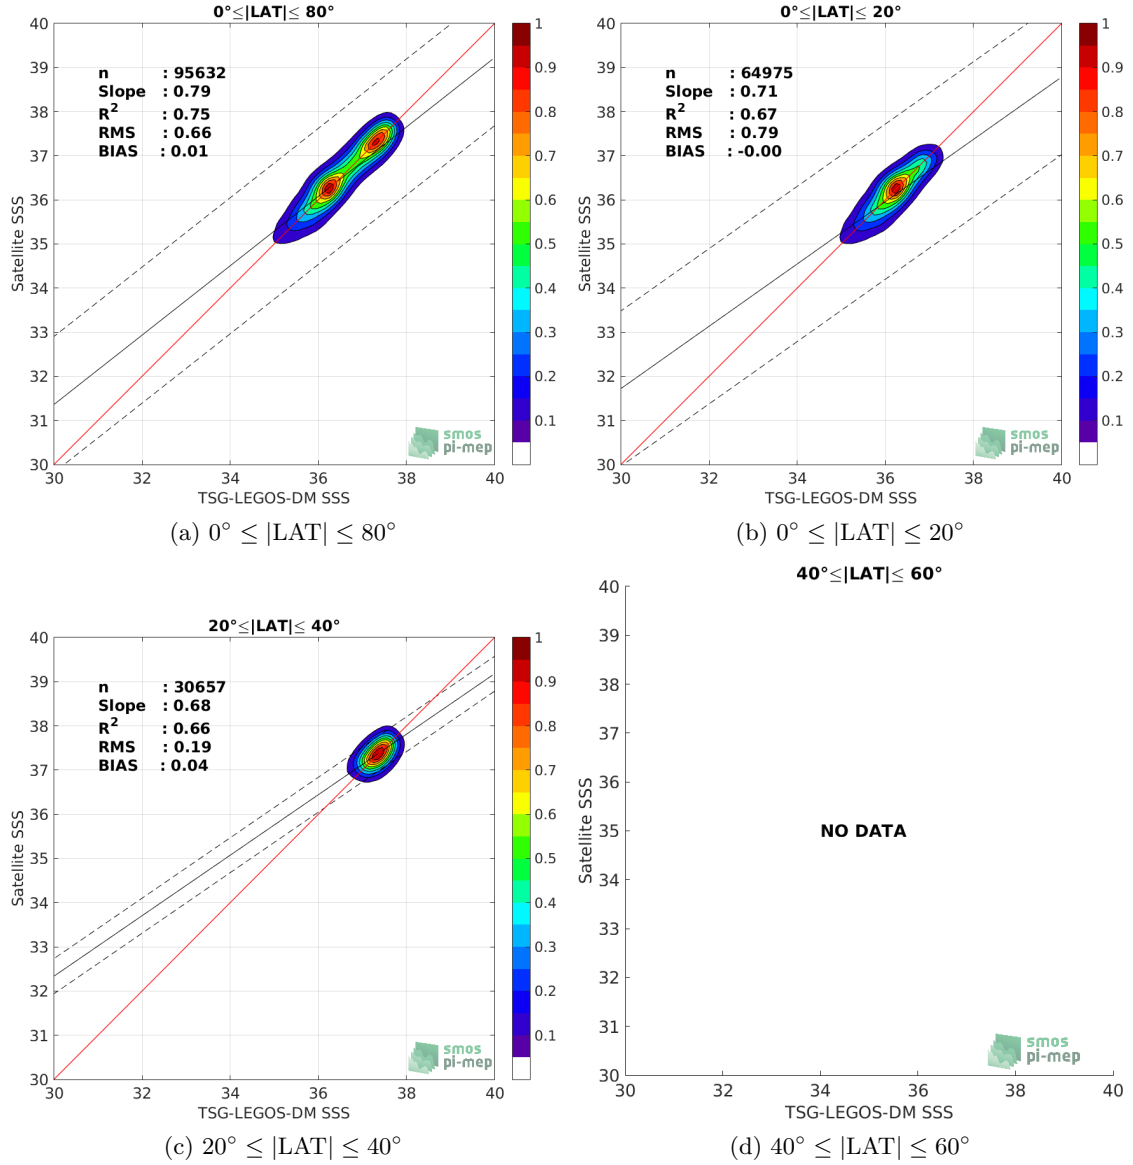 0°≤|LAT|≤ 80°
n : 95632
Slope : 0.79
R2 : 0.75
RMS : 0.66
BIAS : 0.01
40
39
38
37
36
35
34
33
32
31
30
30 32 34 36 38 40
Satellite SSS
TSG-LEGOS-DM SSS
1
0.9
0.8
0.7
0.6
0.5
0.4
0.3
0.2
0.1
smos
pi-mep
(a) 0° ≤ |LAT| ≤ 80°
0°≤|LAT|≤ 20°
n : 64975
Slope : 0.71
R2 : 0.67
RMS : 0.79
BIAS : -0.00
40
39
38
37
36
35
34
33
32
31
30
30 32 34 36 38 40
Satellite SSS
TSG-LEGOS-DM SSS
1
0.9
0.8
0.7
0.6
0.5
0.4
0.3
0.2
0.1
smos
pi-mep
(b) 0° ≤ |LAT| ≤ 20°
20°≤|LAT|≤ 40°
n : 30657
Slope : 0.68
R2 : 0.66
RMS : 0.19
BIAS : 0.04
40
39
38
37
36
35
34
33
32
31
30
30 32 34 36 38 40
Satellite SSS
TSG-LEGOS-DM SSS
1
0.9
0.8
0.7
0.6
0.5
0.4
0.3
0.2
0.1
smos
pi-mep
(c) 20° ≤ |LAT| ≤ 40°
40°≤|LAT|≤ 60°
40
39
38
37
36
35
34
33
32
31
30
30 32 34 36 38 40
NO DATA
Satellite SSS
TSG-LEGOS-DM SSS
smos
pi-mep
(d) 40° ≤ |LAT| ≤ 60°